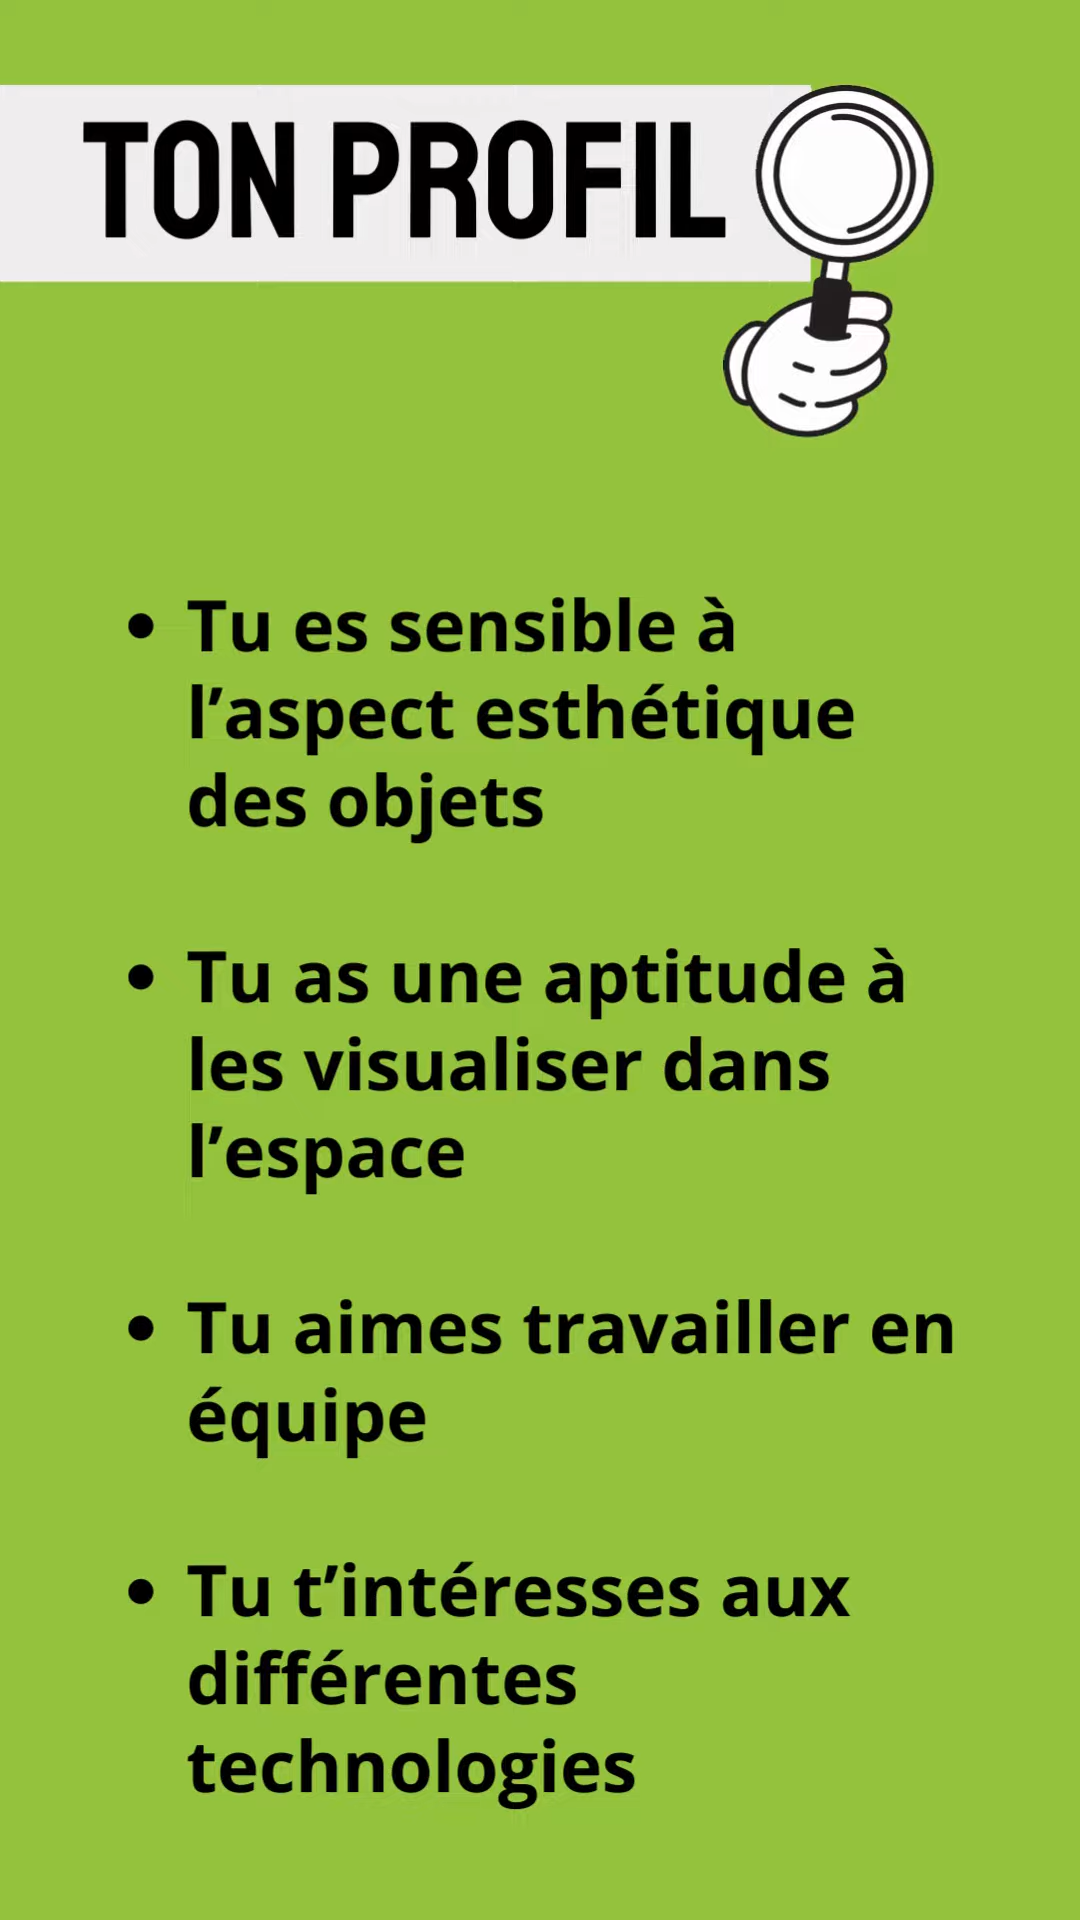 TON PROFIL
• Tu es sensible à
l’aspect esthétique
des objets
• Tu as une aptitude à
les visualiser dans
l’espace
• Tu aimes travailler en
équipe
• Tu t’intéresses aux
différentes
technologies